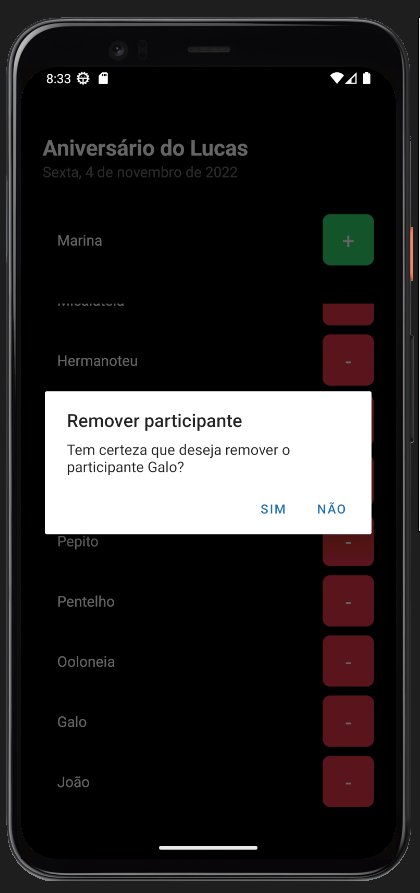 8:33
Aniversário do Lucas
Sexta, 4 de novembro de 2022
Marina
+
Hermanoteu
-
Remover participante
Tem certeza que deseja remover o
participante Galo?
SIM NÃO
Pepito
-
Pentelho
-
Ooloneia
-
Galo
-
João
-